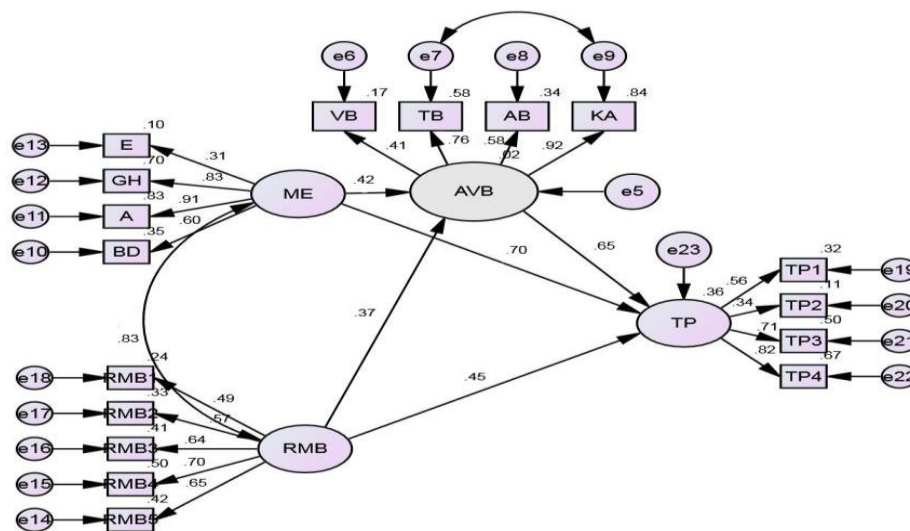 e6
e7
e8
e9
.17
.58
.34
.84
VB
TB
AB
KA
.41
.76
.58
.92
.02
e13
E
.10
.31
e12
GH
.70
.83
e11
A
.83
.91
e10
BD
.35
.60
ME
.42
AVB
e5
.70
.65
e23
.36
TP
.56
TP1
.32
e19
.34
TP2
.11
e20
.71
TP3
.50
e21
.82
TP4
.67
e22
.83
.37
.45
e18
RMB1
.24
.49
e17
RMB2
.33
.57
e16
RMB3
.41
.64
RMB
e15
RMB4
.50
.70
e14
RMB5
.42
.65